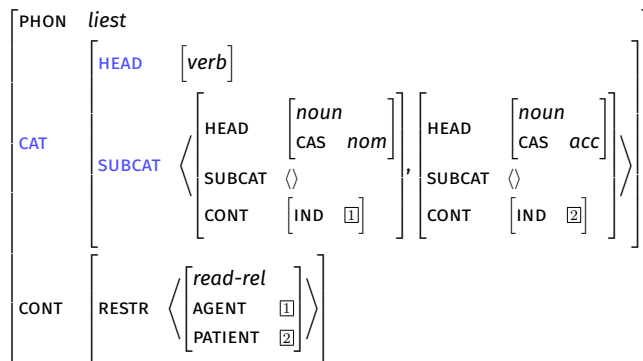 PHON liest
HEAD [verb]
noun noun
HEAD CAS nom HEAD CAS acc
CAT SUBCAT ⟨ , ⟩
SUBCAT ⟨⟩ SUBCAT ⟨⟩
CONT [IND 1] CONT [IND 2]
read-rel
CONT RESTR ⟨ AGENT 1 ⟩
PATIENT 2